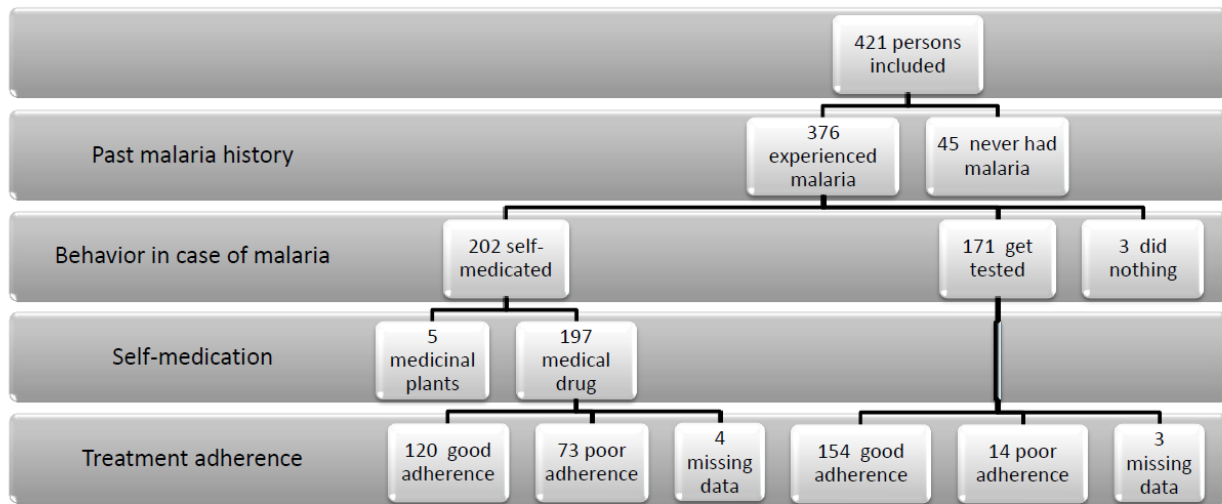 421 persons
included
Past malaria history
376
experienced
malaria
45 never had
malaria
Behavior in case of malaria
202 self-
medicated
171 get
tested
3 did
nothing
Self-medication
5
medicinal
plants
197
medical
drug
Treatment adherence
120 good
adherence
73 poor
adherence
4
missing
data
154 good
adherence
14 poor
adherence
3
missing
data